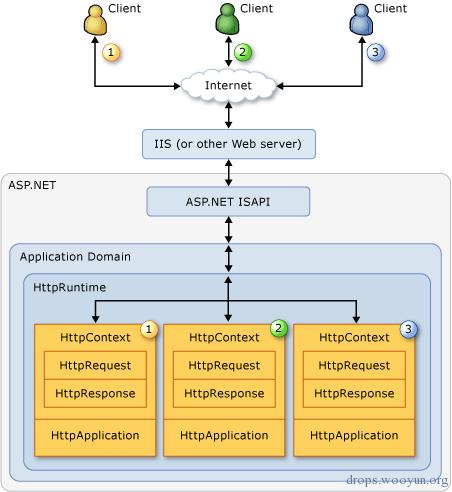 Client Client Client
1 2 3
Internet
IIS (or other Web server)
ASP.NET
ASP.NET ISAPI
Application Domain
HttpRuntime
1 2 3
HttpContext HttpContext HttpContext
HttpRequest HttpRequest HttpRequest
HttpResponse HttpResponse HttpResponse
HttpApplication HttpApplication HttpApplication
drops.wooyun.org